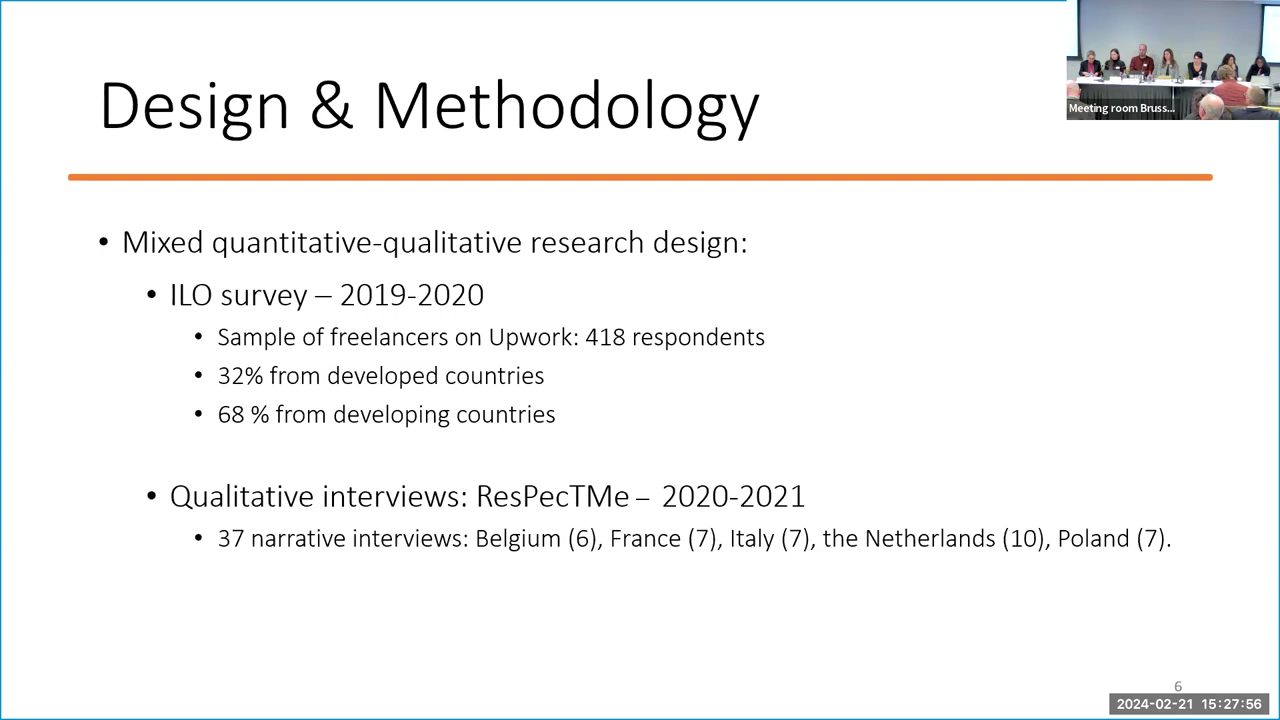 Design & Methodology
Meeting room Bruss...
• Mixed quantitative-qualitative research design:
• ILO survey – 2019-2020
• Sample of freelancers on Upwork: 418 respondents
• 32% from developed countries
• 68 % from developing countries
• Qualitative interviews: ResPecTMe – 2020-2021
• 37 narrative interviews: Belgium (6), France (7), Italy (7), the Netherlands (10), Poland (7).
6
2024-02-21 15:27:56